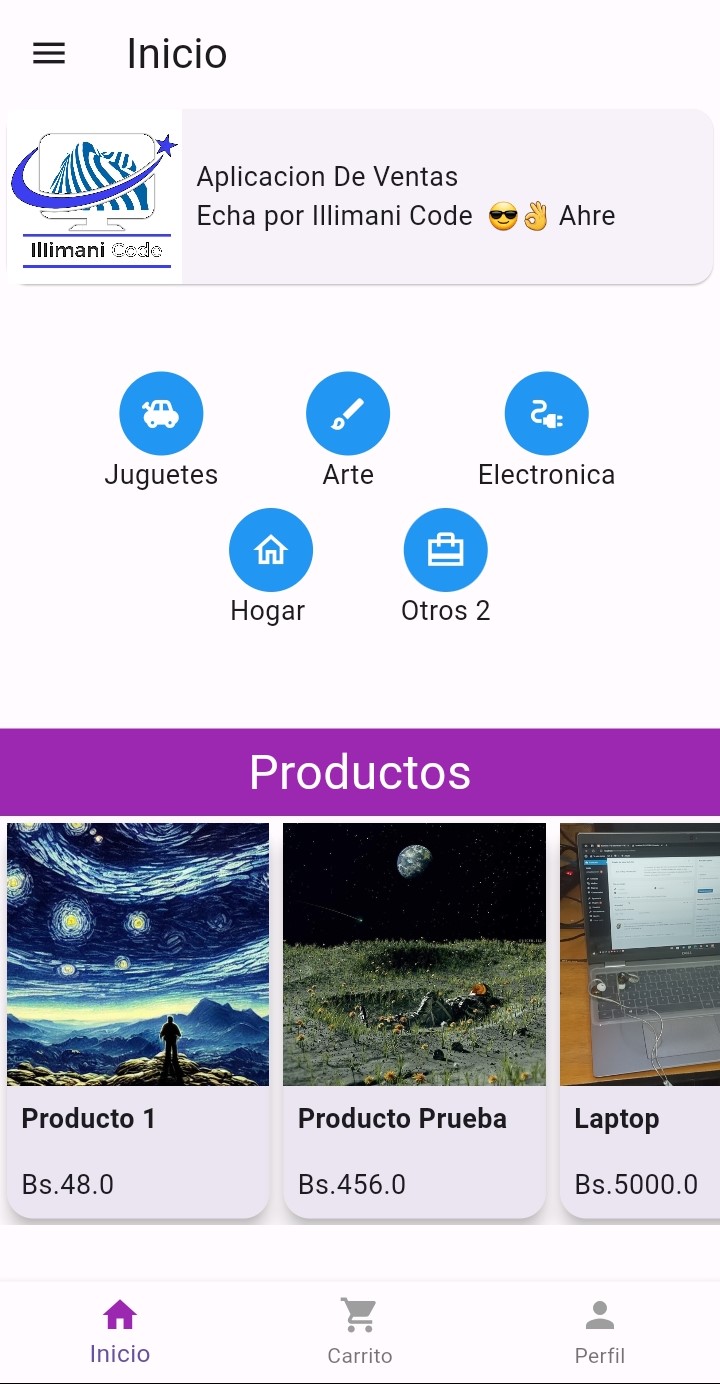 Inicio
Aplicacion De Ventas
Echa por Illimani Code 😎👌 Ahre
Illimani Code
Juguetes
Arte
Electronica
Hogar
Otros 2
Productos
Producto 1
Producto Prueba
Laptop
Bs.48.0
Bs.456.0
Bs.5000.0
Inicio
Carrito
Perfil